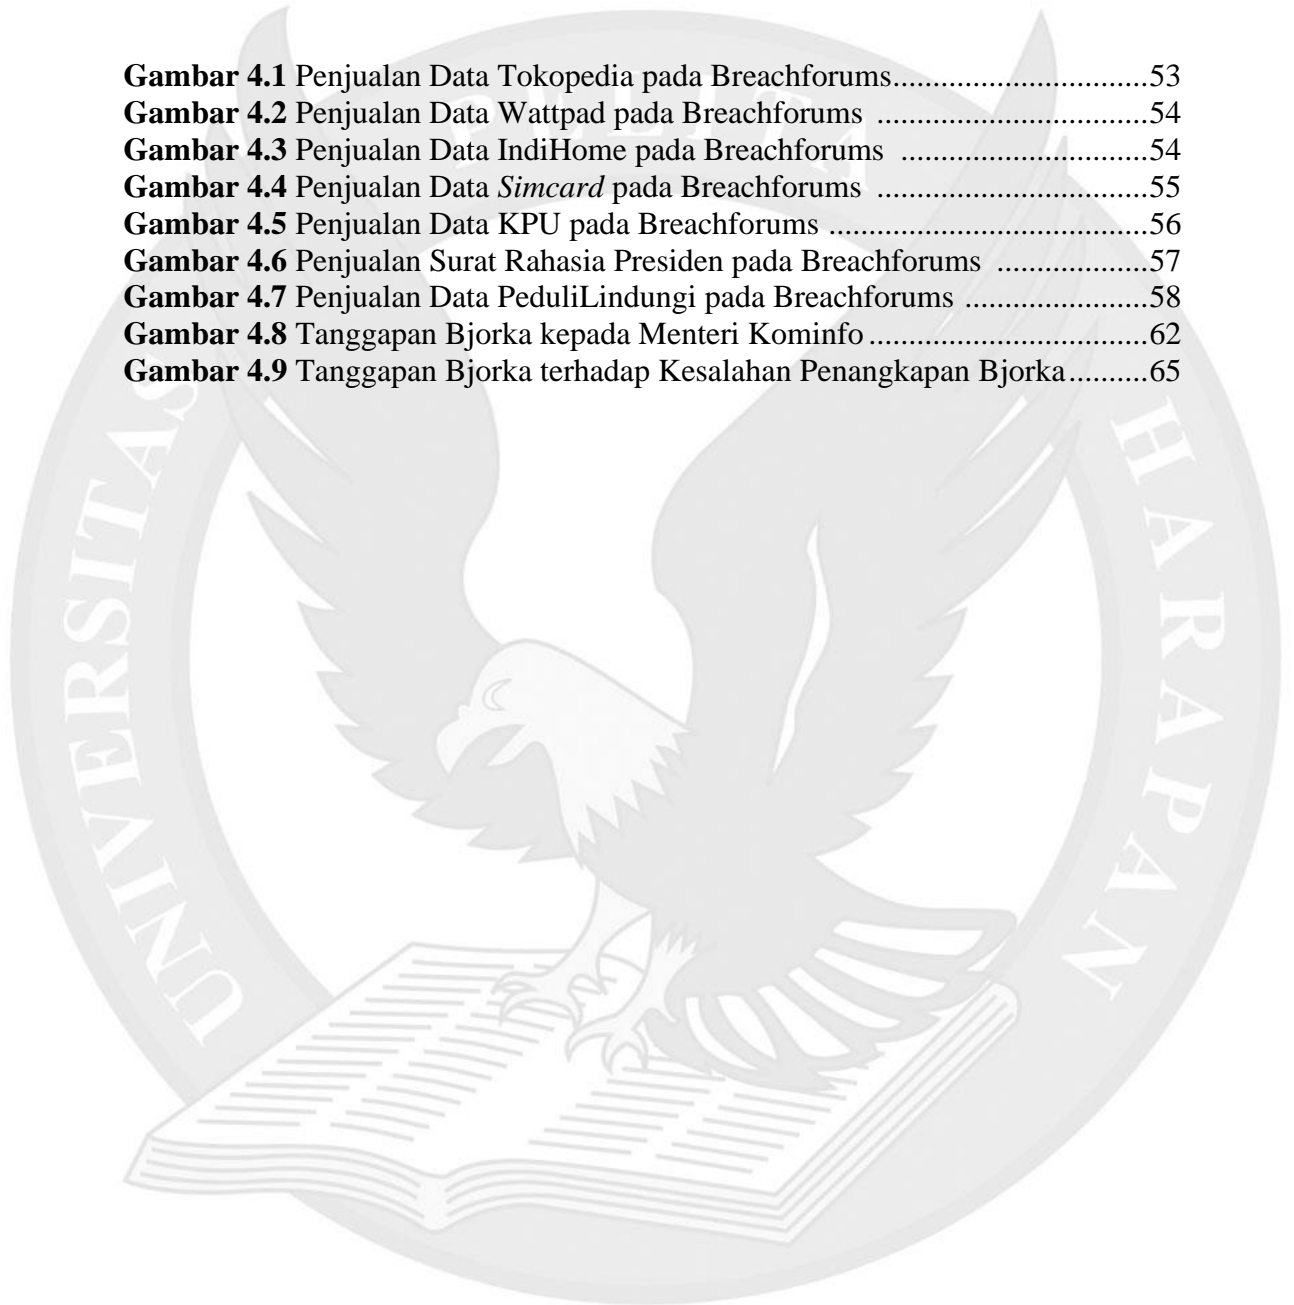 Gambar 4.1 Penjualan Data Tokopedia pada Breachforums................................53
Gambar 4.2 Penjualan Data Wattpad pada Breachforums ..................................54
Gambar 4.3 Penjualan Data IndiHome pada Breachforums ...............................54
Gambar 4.4 Penjualan Data Simcard pada Breachforums ..................................55
Gambar 4.5 Penjualan Data KPU pada Breachforums ........................................56
Gambar 4.6 Penjualan Surat Rahasia Presiden pada Breachforums ...................57
Gambar 4.7 Penjualan Data PeduliLindungi pada Breachforums .......................58
Gambar 4.8 Tanggapan Bjorka kepada Menteri Kominfo ...................................62
Gambar 4.9 Tanggapan Bjorka terhadap Kesalahan Penangkapan Bjorka..........65
UNIVERSITAS PELITA HARAPAN